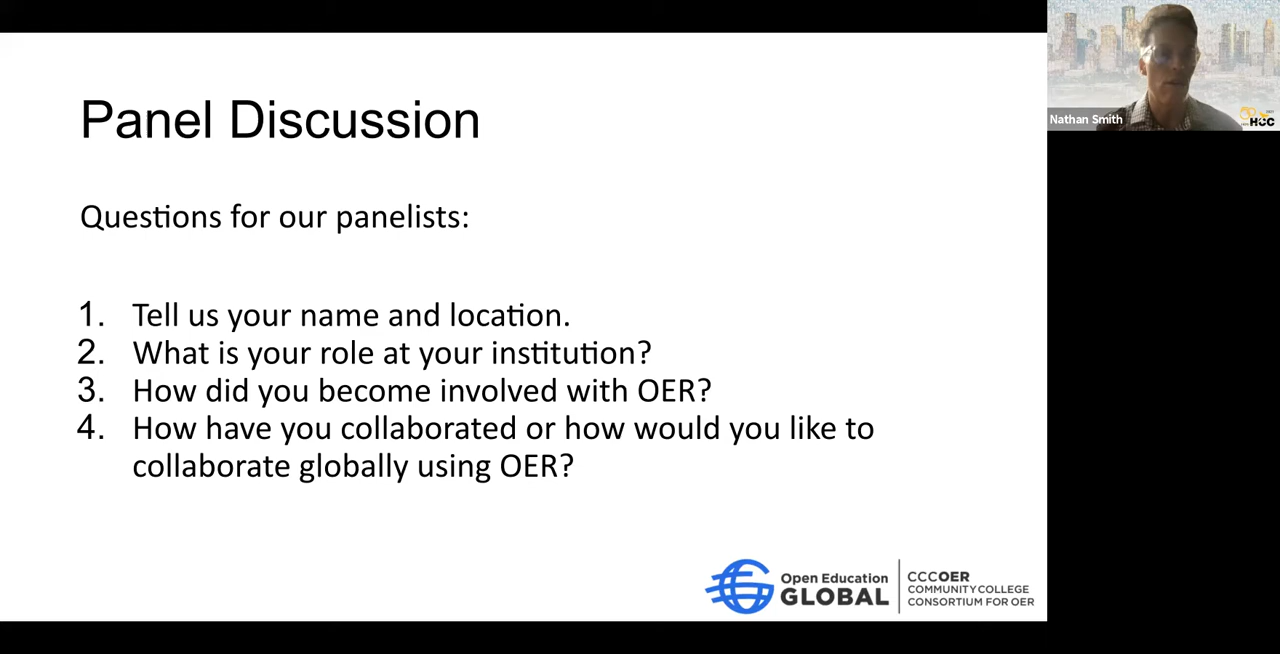 Panel Discussion
Questions for our panelists:
1. Tell us your name and location.
2. What is your role at your institution?
3. How did you become involved with OER?
4. How have you collaborated or how would you like to
collaborate globally using OER?
Open Education
GLOBAL
CCCOER
COMMUNITY COLLEGE
CONSORTIUM FOR OER
Nathan Smith
HCC